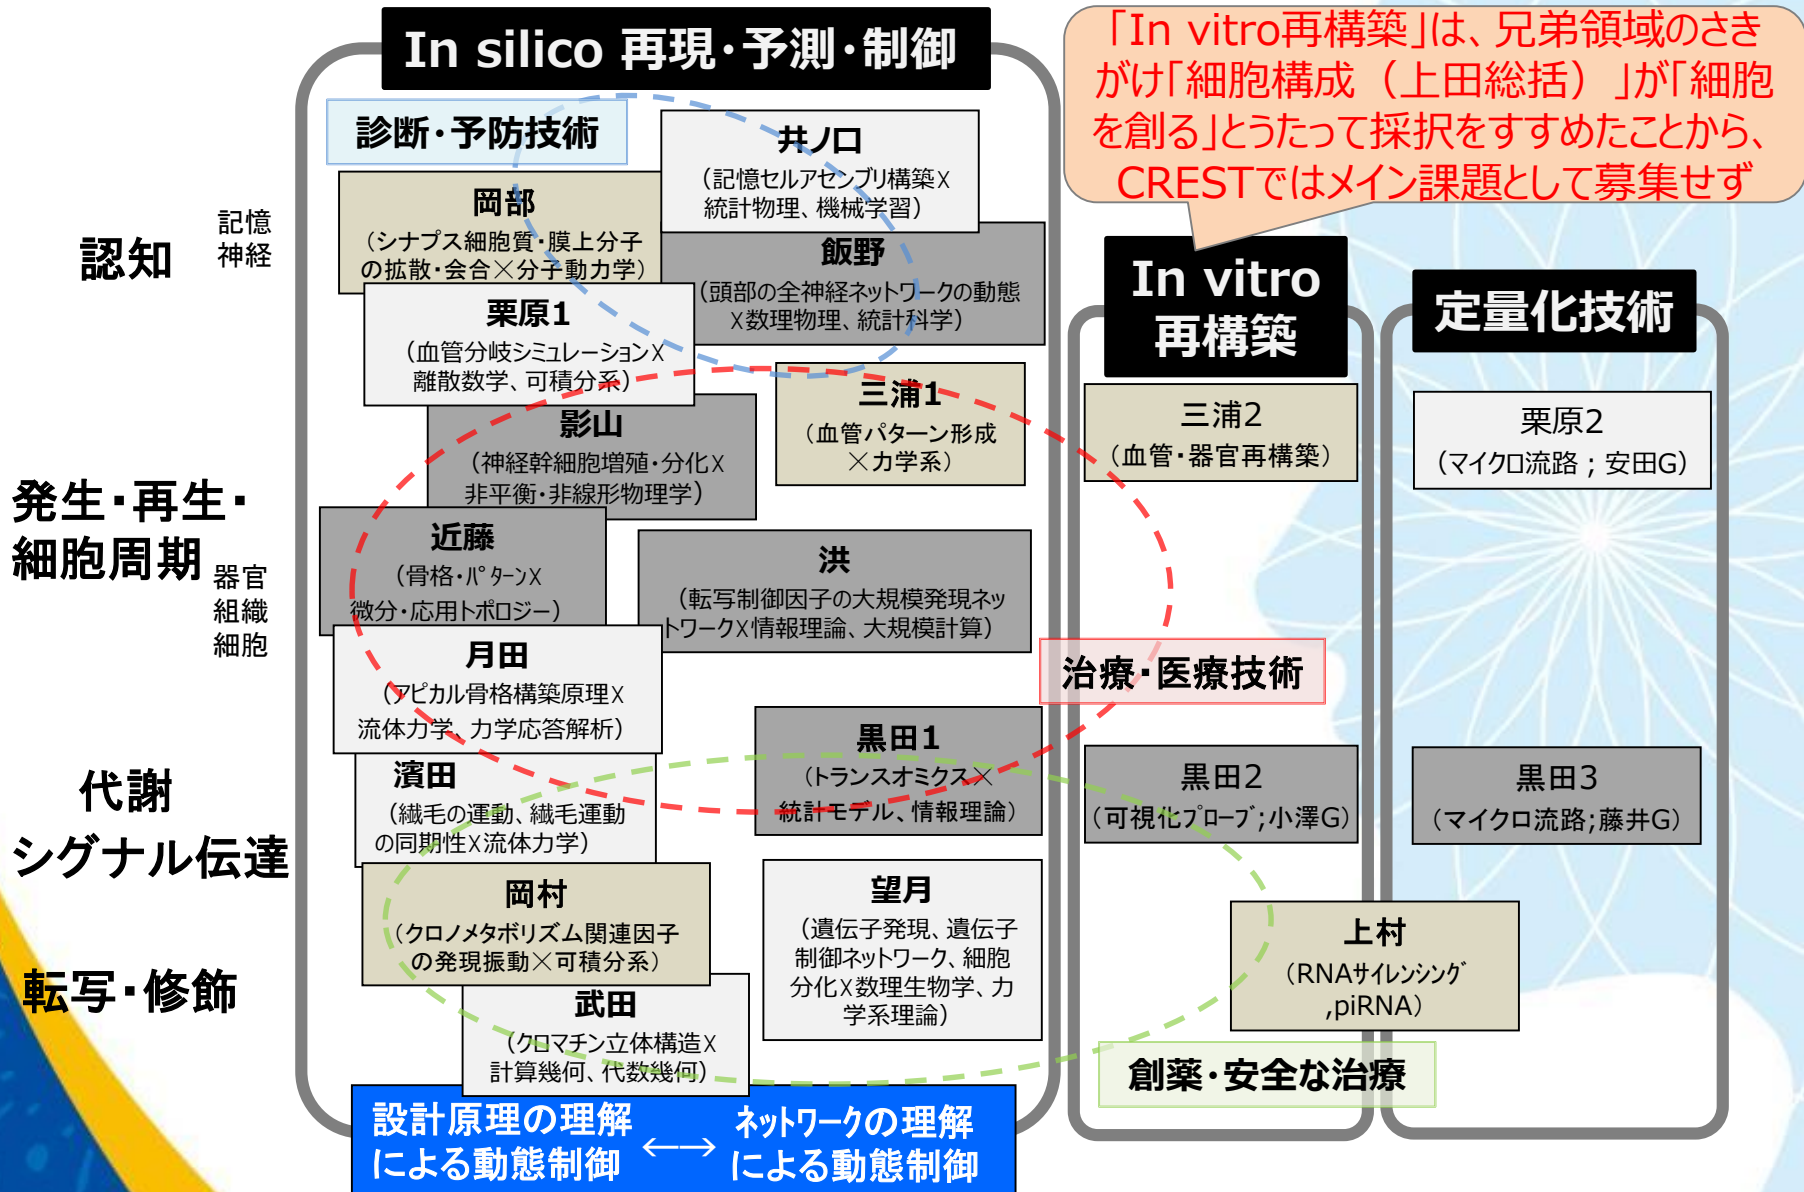 In silico 再現・予測・制御
「In vitro再構築」は、兄弟領域のさき
がけ「細胞構成（上田総括）」が「細胞
を創る」とうたって採択をすすめたことから、
CRESTではメイン課題として募集せず
診断・予防技術
井ノ口
（記憶セルアセンブリ構築X
統計物理、機械学習）
岡部
（シナプス細胞質・膜上分子
の拡散・会合×分子動力学）
認知
記憶
神経
飯野
（頭部の全神経ネットワークの動態
X数理物理、統計科学）
栗原1
（血管分岐シミュレーションX
離散数学、可積分系）
In vitro
再構築
定量化技術
三浦1
（血管パターン形成
×力学系）
三浦2
（血管・器官再構築）
栗原2
（マイクロ流路；安田G）
影山
（神経幹細胞増殖・分化X
非平衡・非線形物理学）
発生・再生・
細胞周期
器官
組織
細胞
近藤
（骨格・ﾊﾟﾀｰﾝX
微分・応用トポロジー）
洪
（転写制御因子の大規模発現ネッ
トワークX情報理論、大規模計算）
月田
（アピカル骨格構築原理X
流体力学、力学応答解析）
治療・医療技術
代謝
シグナル伝達
濱田
（繊毛の運動、繊毛運動
の同期性X流体力学）
黒田1
（トランスオミクス×
統計モデル、情報理論）
黒田2
（可視化ﾌﾟﾛｰﾌﾞ;小澤G）
黒田3
（マイクロ流路;藤井G）
岡村
（クロノメタボリズム関連因子
の発現振動×可積分系）
望月
（遺伝子発現、遺伝子
制御ネットワーク、細胞
分化X数理生物学、力
学系理論）
上村
（RNAサイレンシング
,piRNA）
転写・修飾
武田
（クロマチン立体構造X
計算幾何、代数幾何）
創薬・安全な治療
設計原理の理解
による動態制御
←→
ネットワークの理解
による動態制御